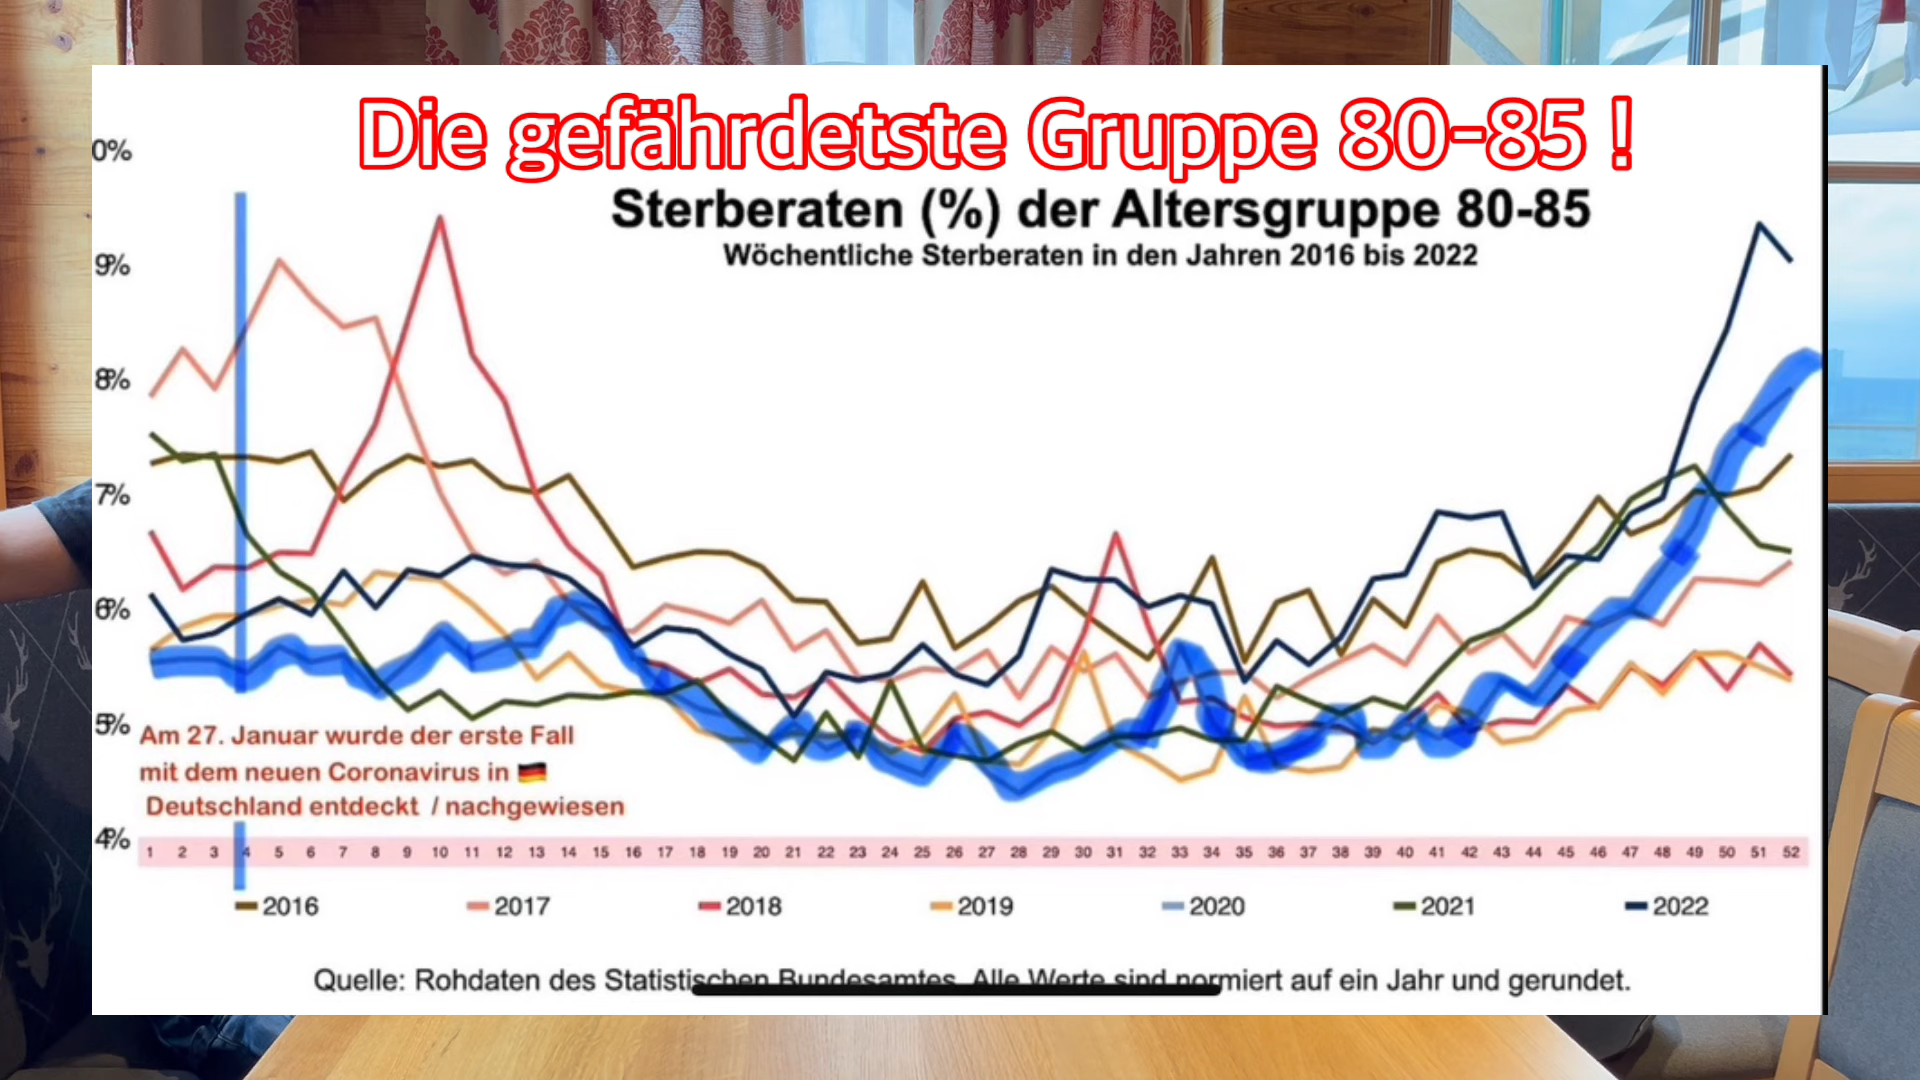 Die gefährdetste Gruppe 80-85 !
Sterberaten (%) der Altersgruppe 80-85
Wöchentliche Sterberaten in den Jahren 2016 bis 2022
0%
9%
8%
7%
6%
5%
4%
Am 27. Januar wurde der erste Fall
mit dem neuen Coronavirus in 🇩🇪
Deutschland entdeckt / nachgewiesen
1 2 3 4 5 6 7 8 9 10 11 12 13 14 15 16 17 18 19 20 21 22 23 24 25 26 27 28 29 30 31 32 33 34 35 36 37 38 39 40 41 42 43 44 45 46 47 48 49 50 51 52
2016 2017 2018 2019 2020 2021 2022
Quelle: Rohdaten des Statistischen Bundesamtes. Alle Werte sind normiert auf ein Jahr und gerundet.